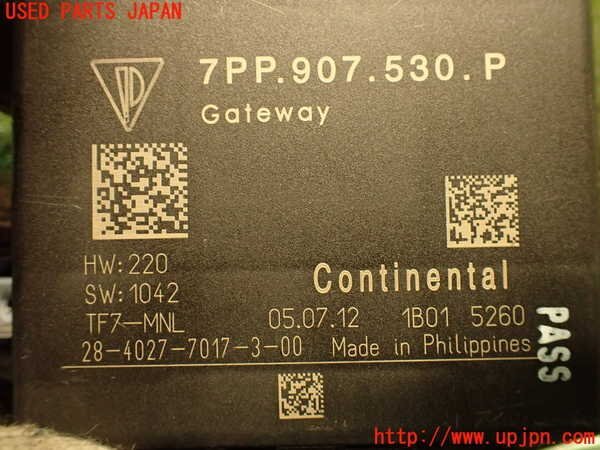 USED PARTS JAPAN
7PP.907.530.P
Gateway
HW:220
SW:1042
Continental
TF7-MNL 05.07.12 1B01 5260
28-4027-7017-3-00 Made in Philippines
PASS
http://www.upjpn.com/